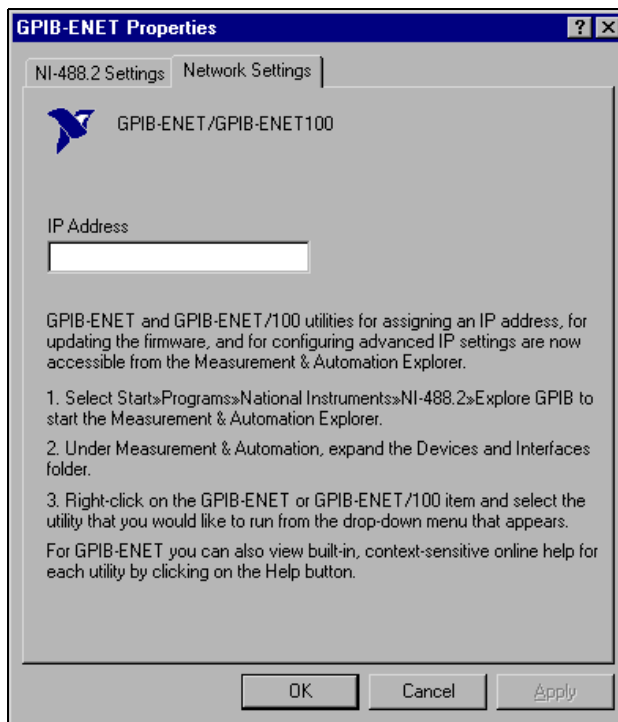 GPIB-ENET Properties
NI-488.2 Settings
Network Settings
GPIB-ENET/GPIB-ENET100
IP Address
GPIB-ENET and GPIB-ENET/100 utilities for assigning an IP address, for
updating the firmware, and for configuring advanced IP settings are now
accessible from the Measurement & Automation Explorer.
1. Select Start»Programs»National Instruments»NI-488.2»Explore GPIB to
start the Measurement & Automation Explorer.
2. Under Measurement & Automation, expand the Devices and Interfaces
folder.
3. Right-click on the GPIB-ENET or GPIB-ENET/100 item and select the
utility that you would like to run from the drop-down menu that appears.
For GPIB-ENET you can also view built-in, context-sensitive online help for
each utility by clicking on the Help button.
OK
Cancel
Apply